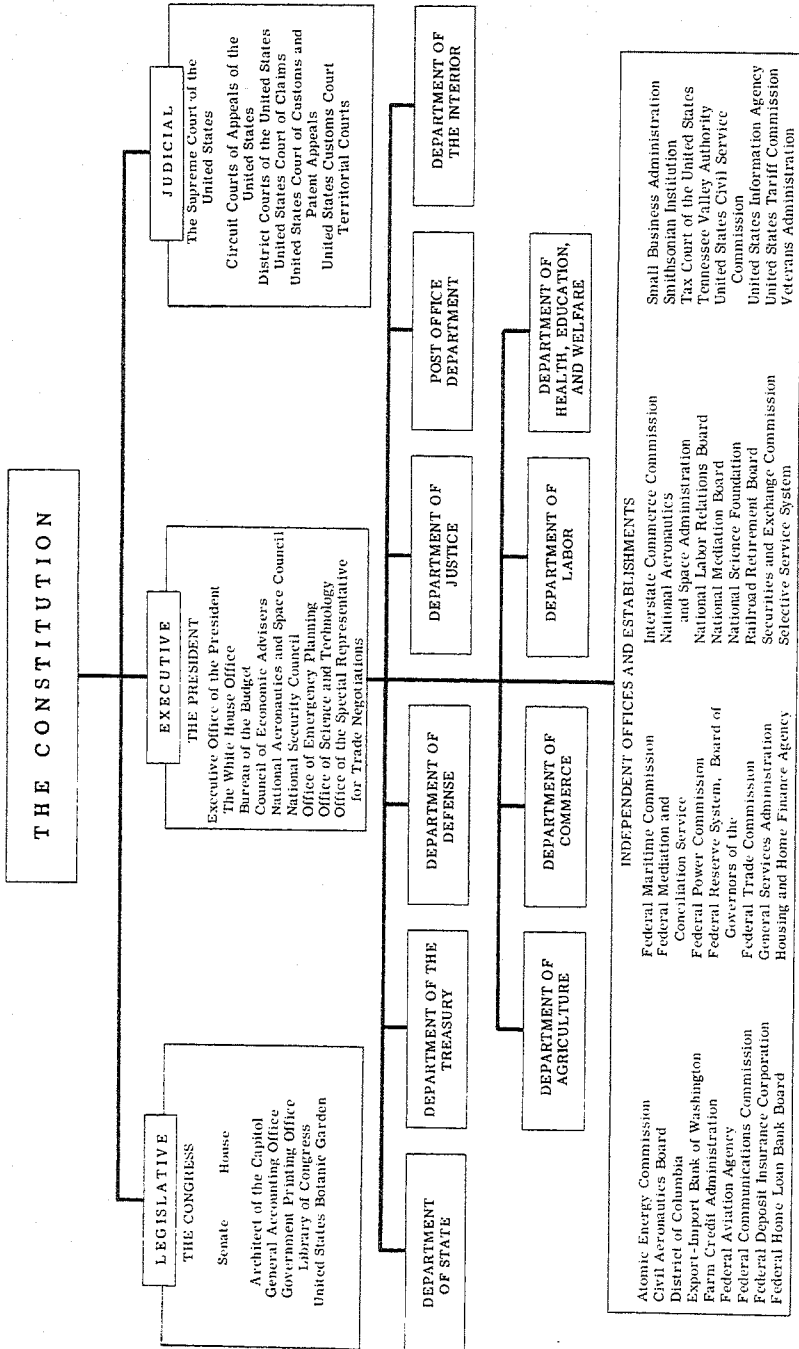 THE CONSTITUTION
LEGISLATIVE
THE CONGRESS
Senate House
Architect of the Capitol
General Accounting Office
Government Printing Office
Library of Congress
United States Botanic Garden
EXECUTIVE
THE PRESIDENT
Executive Office of the President
The White House Office
Bureau of the Budget
Council of Economic Advisers
National Aeronautics and Space Council
National Security Council
Office of Emergency Planning
Office of Science and Technology
Office of the Special Representative
for Trade Negotiations
JUDICIAL
The Supreme Court of the
United States
Circuit Courts of Appeals of the
United States
District Courts of the United States
United States Court of Claims
United States Court of Customs and
Patent Appeals
United States Customs Court
Territorial Courts
DEPARTMENT
OF STATE
DEPARTMENT OF THE
TREASURY
DEPARTMENT OF
DEFENSE
DEPARTMENT OF
JUSTICE
POST OFFICE
DEPARTMENT
DEPARTMENT OF
THE INTERIOR
DEPARTMENT OF
AGRICULTURE
DEPARTMENT OF
COMMERCE
DEPARTMENT OF
LABOR
DEPARTMENT OF
HEALTH, EDUCATION,
AND WELFARE
INDEPENDENT OFFICES AND ESTABLISHMENTS
Atomic Energy Commission
Civil Aeronautics Board
District of Columbia
Export-Import Bank of Washington
Farm Credit Administration
Federal Aviation Agency
Federal Communications Commission
Federal Deposit Insurance Corporation
Federal Home Loan Bank Board
Federal Maritime Commission
Federal Mediation and
Conciliation Service
Federal Power Commission
Federal Reserve System, Board of
Governors of the
Federal Trade Commission
General Services Administration
Housing and Home Finance Agency
Interstate Commerce Commission
National Aeronautics
and Space Administration
National Labor Relations Board
National Mediation Board
National Science Foundation
Railroad Retirement Board
Securities and Exchange Commission
Selective Service System
Small Business Administration
Smithsonian Institution
Tax Court of the United States
Tennessee Valley Authority
United States Civil Service
Commission
United States Information Agency
United States Tariff Commission
Veterans Administration